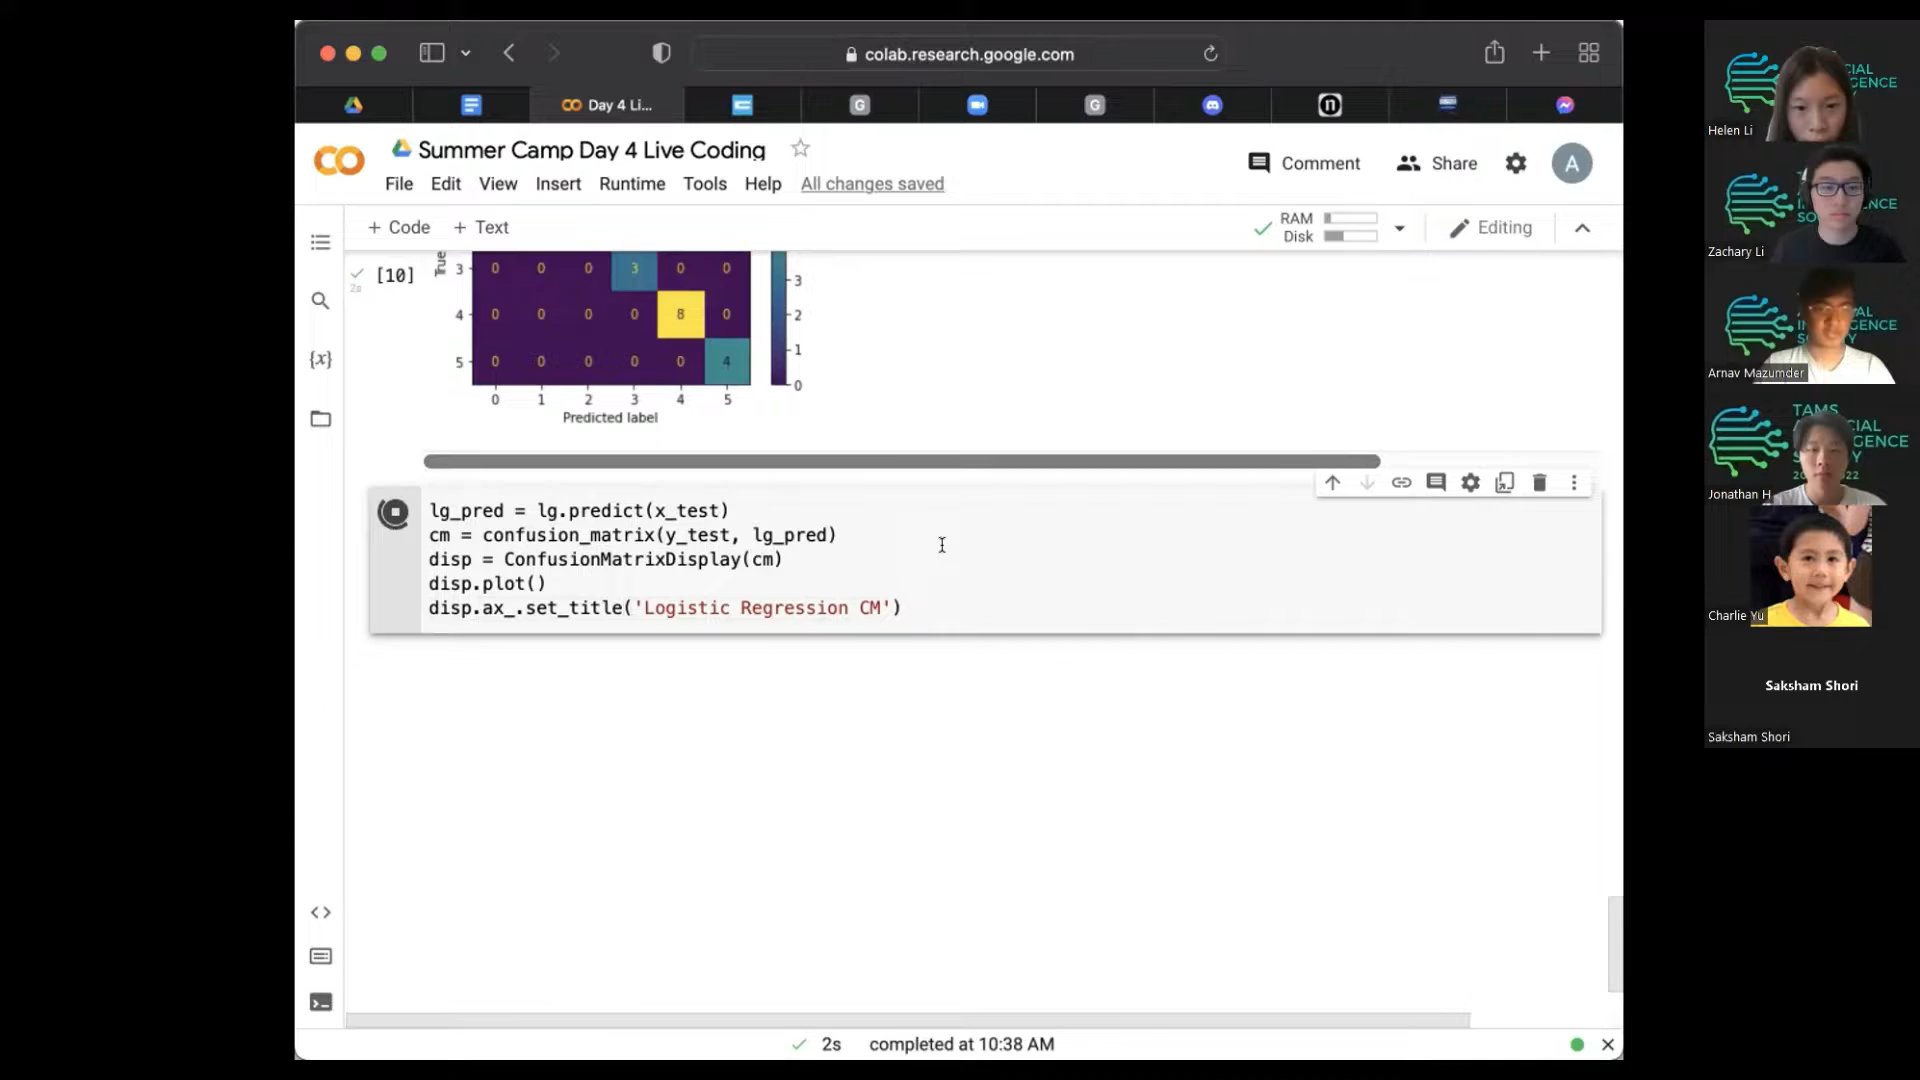 colab.research.google.com
Day 4 Li...
Summer Camp Day 4 Live Coding
Comment
Share
A
File Edit View Insert Runtime Tools Help All changes saved
+ Code + Text
RAM
Disk
Editing
[10]
2s
True
3 0 0 0 3 0 0
4 0 0 0 0 8 0
5 0 0 0 0 0 4
0 1 2 3 4 5
Predicted label
3
2
1
0
lg_pred = lg.predict(x_test)
cm = confusion_matrix(y_test, lg_pred)
disp = ConfusionMatrixDisplay(cm)
disp.plot()
disp.ax_.set_title('Logistic Regression CM')
2s completed at 10:38 AM
Helen Li
Zachary Li
Arnav Mazumder
TAMS
Jonathan H
Charlie Yu
Saksham Shori
Saksham Shori